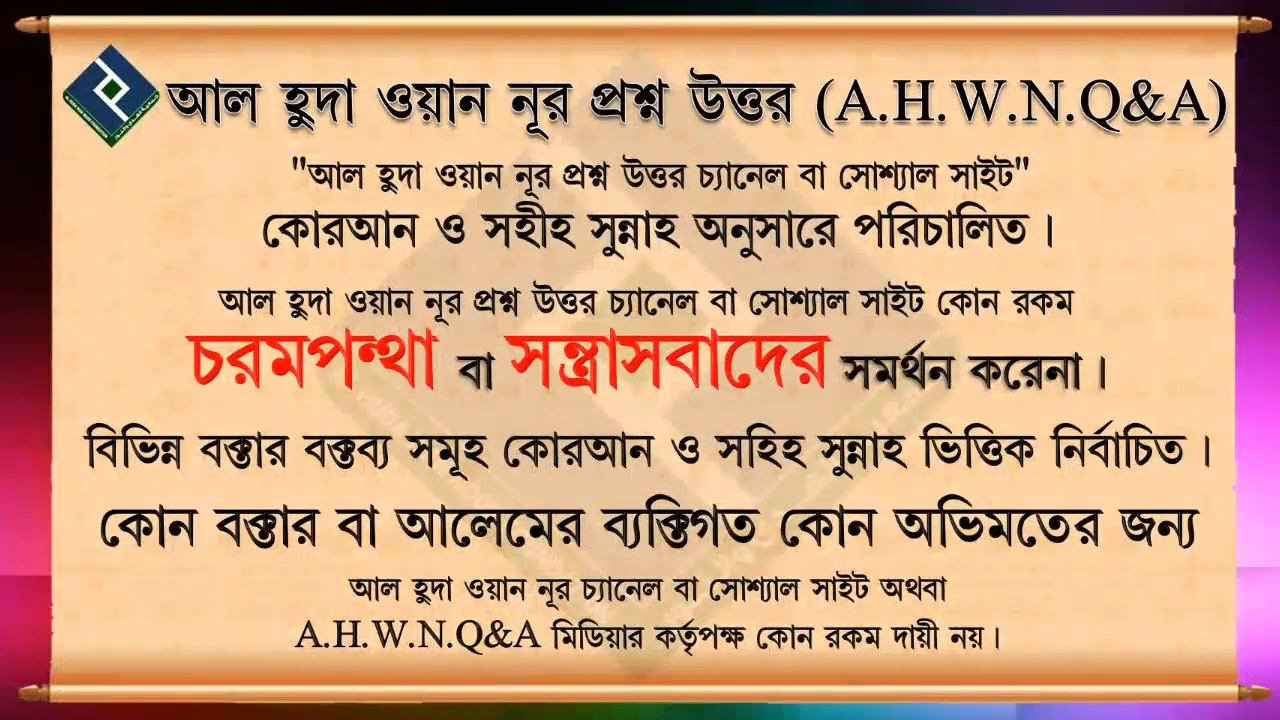 আল হুদা ওয়ান নূর প্রশ্ন উত্তর (A.H.W.N.Q&A)
"আল হুদা ওয়ান নূর প্রশ্ন উত্তর চ্যানেল বা সোশ্যাল সাইট"
কোরআন ও সহীহ সুন্নাহ অনুসারে পরিচালিত।
আল হুদা ওয়ান নূর প্রশ্ন উত্তর চ্যানেল বা সোশ্যাল সাইট কোন রকম
চরমপন্থা বা সন্ত্রাসবাদের সমর্থন করেনা।
বিভিন্ন বক্তার বক্তব্য সমূহ কোরআন ও সহিহ সুন্নাহ ভিত্তিক নির্বাচিত।
কোন বক্তার বা আলেমের ব্যক্তিগত কোন অভিমতের জন্য
আল হুদা ওয়ান নূর চ্যানেল বা সোশ্যাল সাইট অথবা
A.H.W.N.Q&A মিডিয়ার কর্তৃপক্ষ কোন রকম দায়ী নয়।